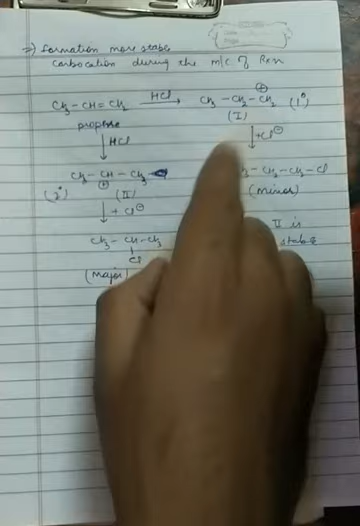 =) Formation more stable
carbocation during the m/c of Rxn
CH₃ – CH = CH₂ HCl → CH₃ – CH₂ – CH₂ ⊕ (1°)
propene (I)
↓ HCl ↓ +Cl⊖
CH₃ – CH – CH₃ – CH₂ – CH₂ – Cl
(2°) ⊕ (II) (Minor)
↓ + Cl⊖ II is
CH₃ – CH – CH₃ stable
Cl
(Major)